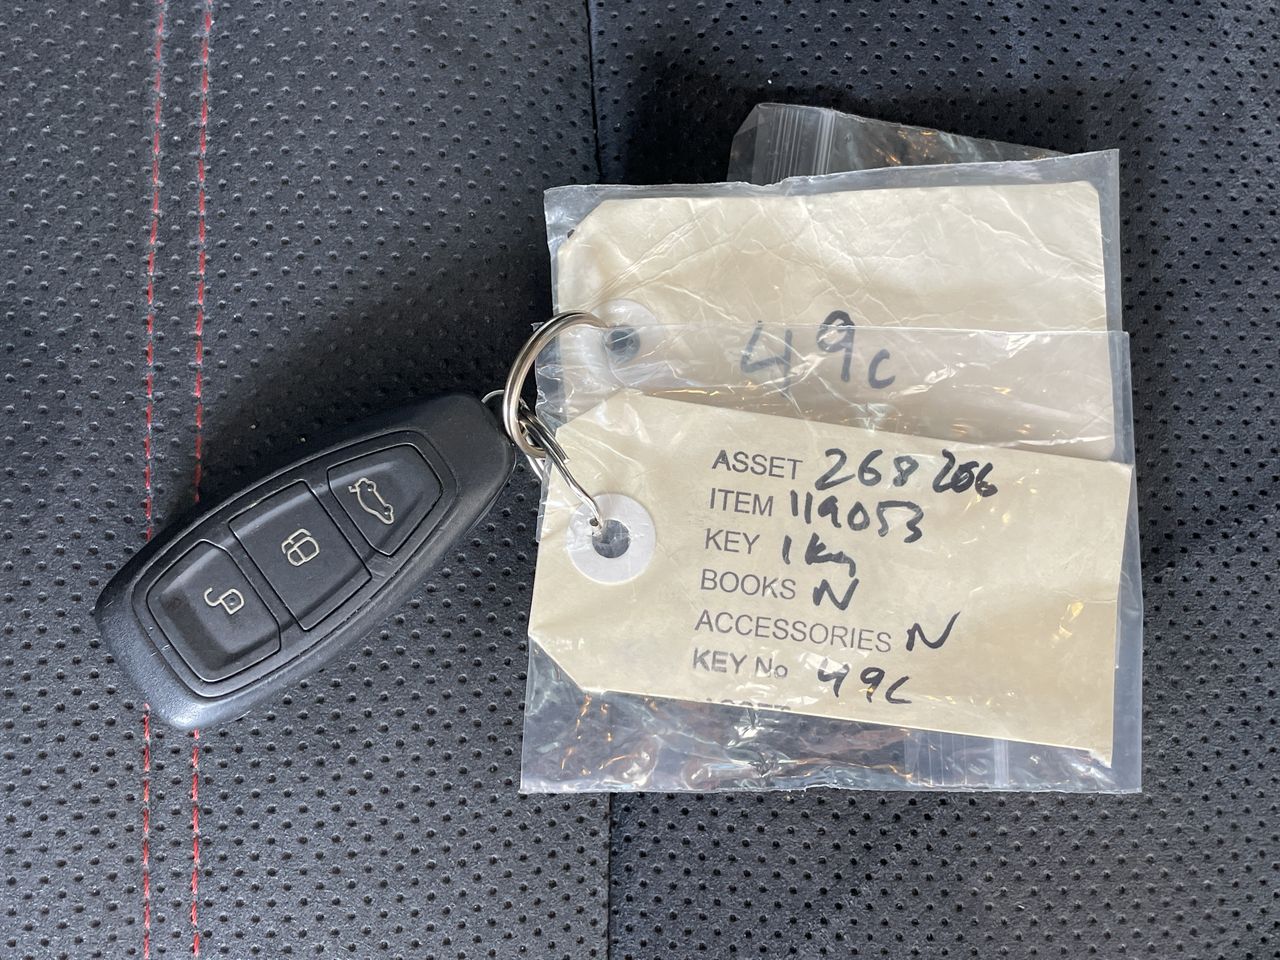 49c
ASSET 268206
ITEM 119053
KEY 1 Key
BOOKS N
ACCESSORIES N
KEY No 49C